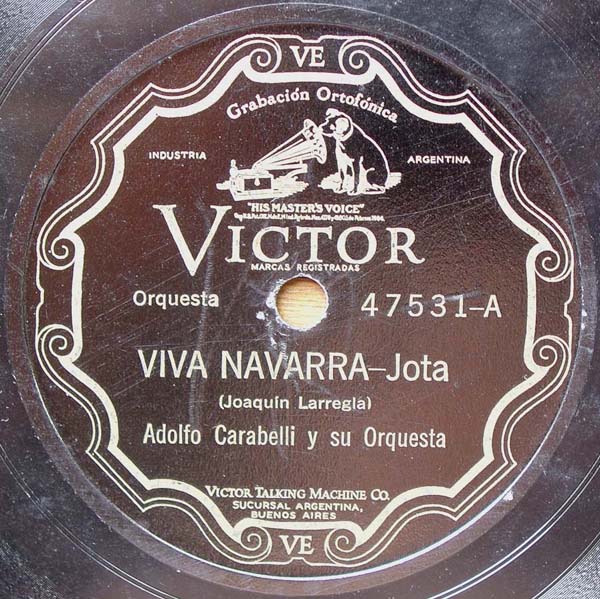 VE
Grabación Ortofónica
INDUSTRIA
ARGENTINA
"HIS MASTER'S VOICE"
VICTOR
MARCAS REGISTRADAS
Orquesta
47531-A
VIVA NAVARRA-Jota
(Joaquín Larregla)
Adolfo Carabelli y su Orquesta
VICTOR TALKING MACHINE CO.
SUCURSAL ARGENTINA,
BUENOS AIRES
VE